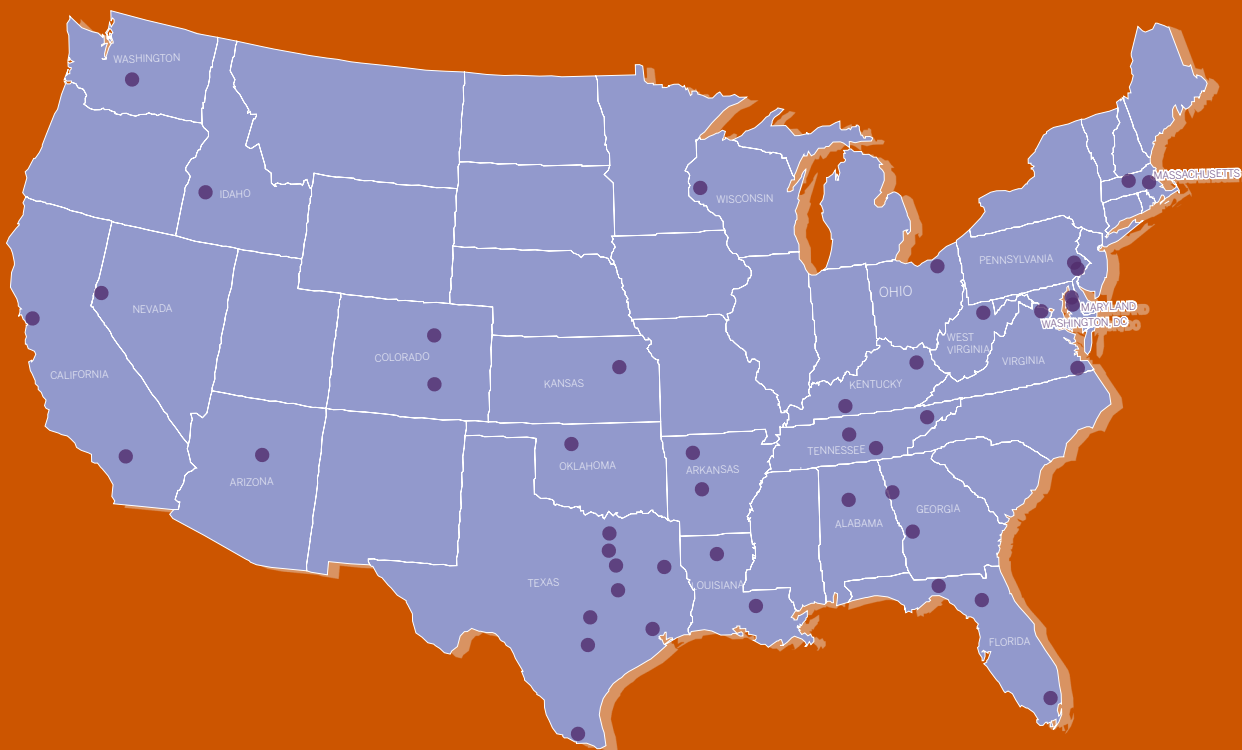 WASHINGTON
MASSACHUSETTS
IDAHO
WISCONSIN
PENNSYLVANIA
OHIO
NEVADA
MARYLAND
WASHINGTON, DC
WEST
VIRGINIA
COLORADO
VIRGINIA
CALIFORNIA
KANSAS
KENTUCKY
TENNESSEE
OKLAHOMA
ARKANSAS
ARIZONA
GEORGIA
ALABAMA
TEXAS
LOUISIANA
FLORIDA